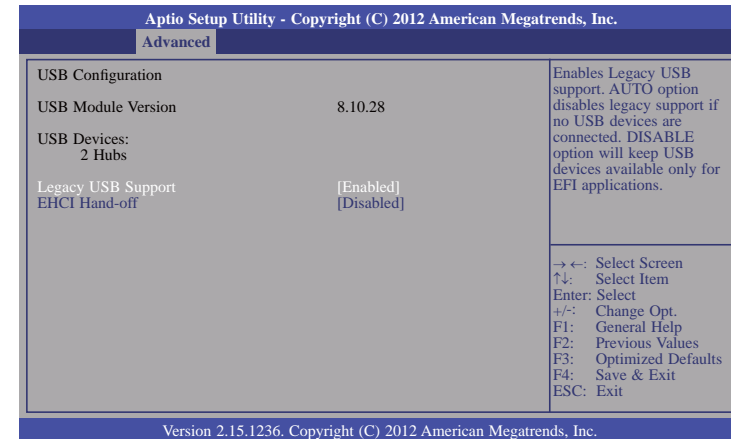 Aptio Setup Utility - Copyright (C) 2012 American Megatrends, Inc.
Advanced
USB Configuration
USB Module Version 8.10.28
USB Devices:
2 Hubs
Legacy USB Support [Enabled]
EHCI Hand-off [Disabled]
Enables Legacy USB
support. AUTO option
disables legacy support if
no USB devices are
connected. DISABLE
option will keep USB
devices available only for
EFI applications.
→←: Select Screen
↑↓: Select Item
Enter: Select
+/-: Change Opt.
F1: General Help
F2: Previous Values
F3: Optimized Defaults
F4: Save & Exit
ESC: Exit
Version 2.15.1236. Copyright (C) 2012 American Megatrends, Inc.